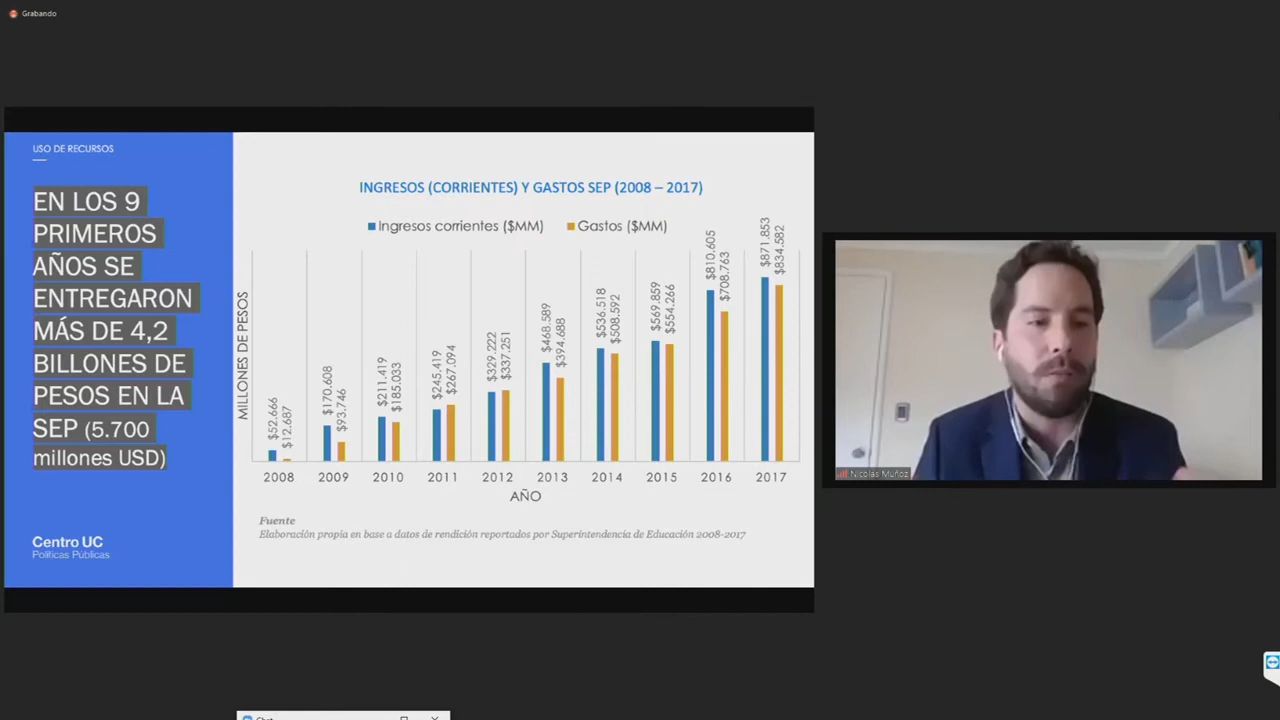 Grabando
USO DE RECURSOS
EN LOS 9
PRIMEROS
AÑOS SE
ENTREGARON
MÁS DE 4,2
BILLONES DE
PESOS EN LA
SEP (5.700
millones USD)
Centro UC
Políticas Públicas
INGRESOS (CORRIENTES) Y GASTOS SEP (2008 – 2017)
Ingresos corrientes ($MM) Gastos ($MM)
MILLONES DE PESOS
$52.666
$12.687
$170.608
$93.746
$211.419
$185.033
$245.419
$267.094
$329.222
$337.251
$468.589
$394.688
$536.518
$508.592
$569.859
$554.266
$810.605
$708.763
$871.853
$834.582
2008 2009 2010 2011 2012 2013 2014 2015 2016 2017
AÑO
Fuente
Elaboración propia en base a datos de rendición reportados por Superintendencia de Educación 2008-2017
Nicolás Muñoz